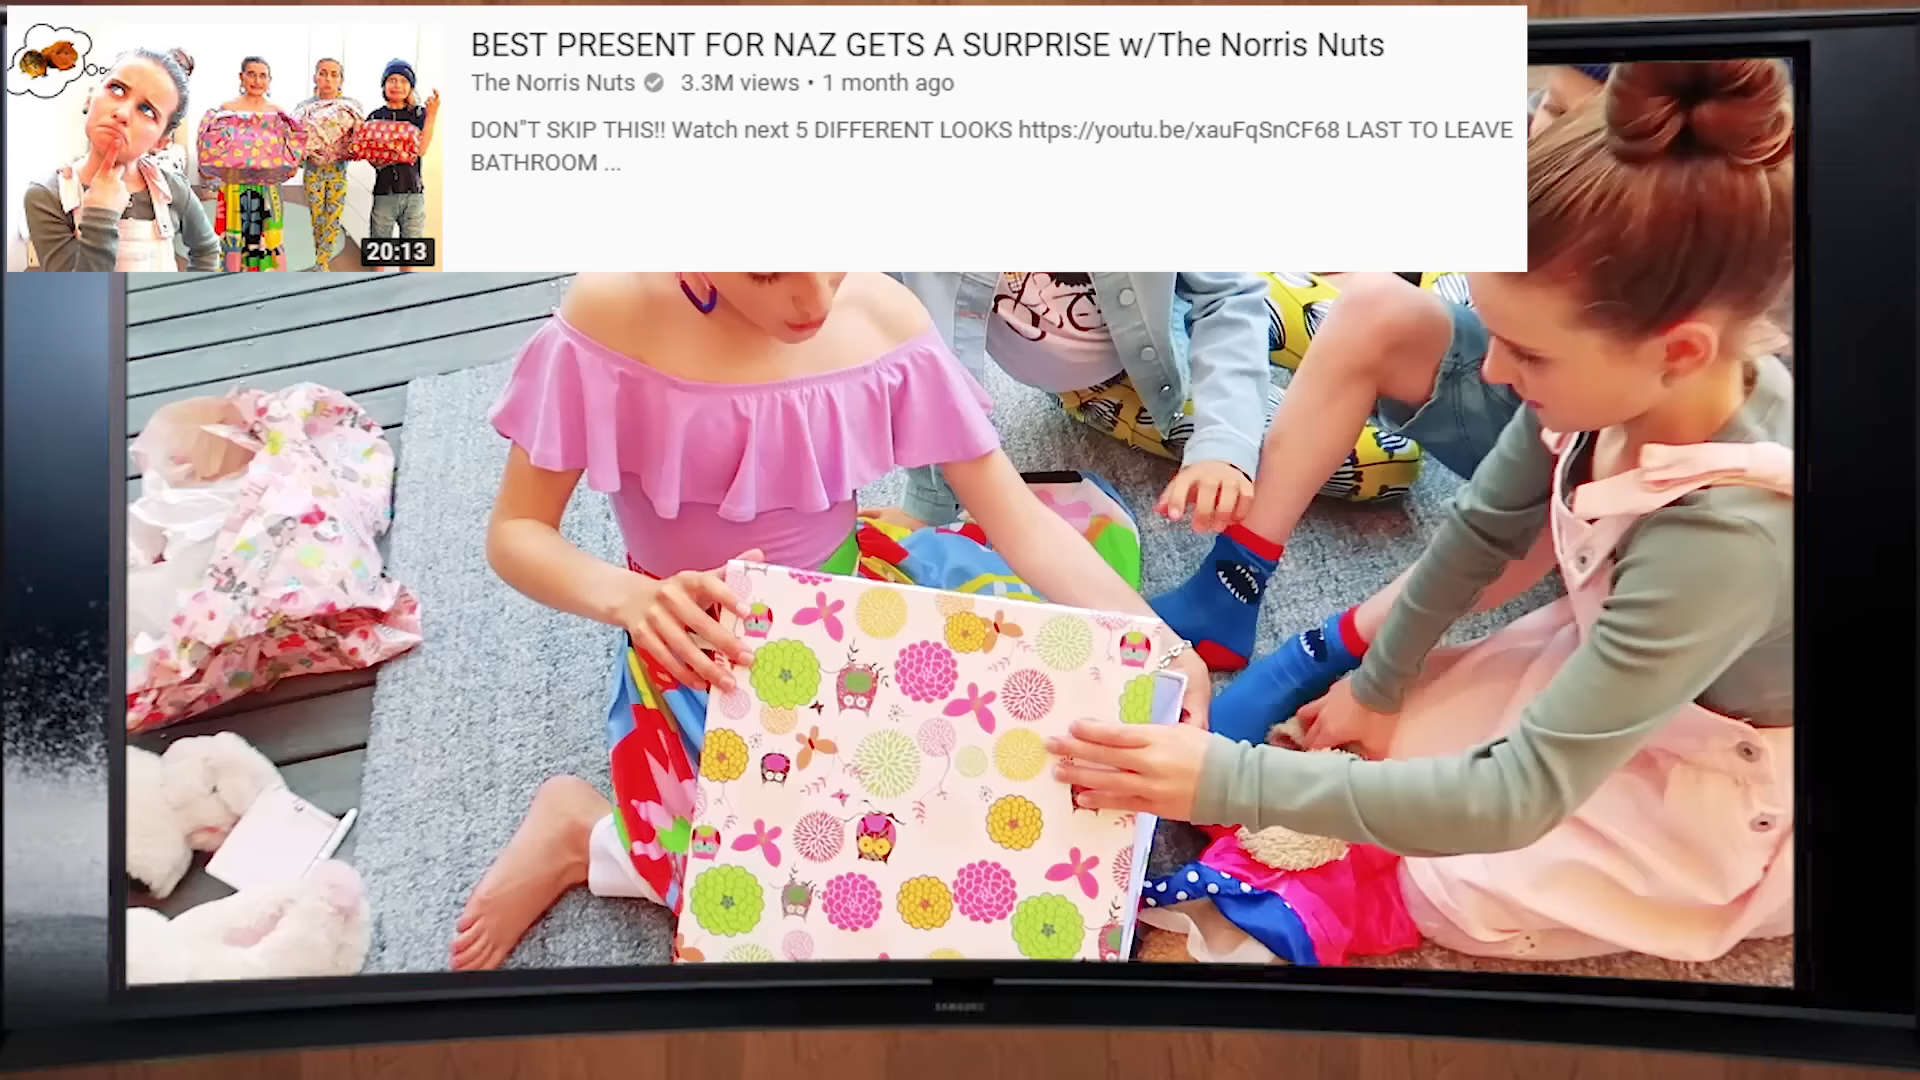 BEST PRESENT FOR NAZ GETS A SURPRISE w/The Norris Nuts
The Norris Nuts 3.3M views • 1 month ago
DON"T SKIP THIS!! Watch next 5 DIFFERENT LOOKS https://youtu.be/xauFqSnCF68 LAST TO LEAVE
BATHROOM ...
20:13
SAMSUNG